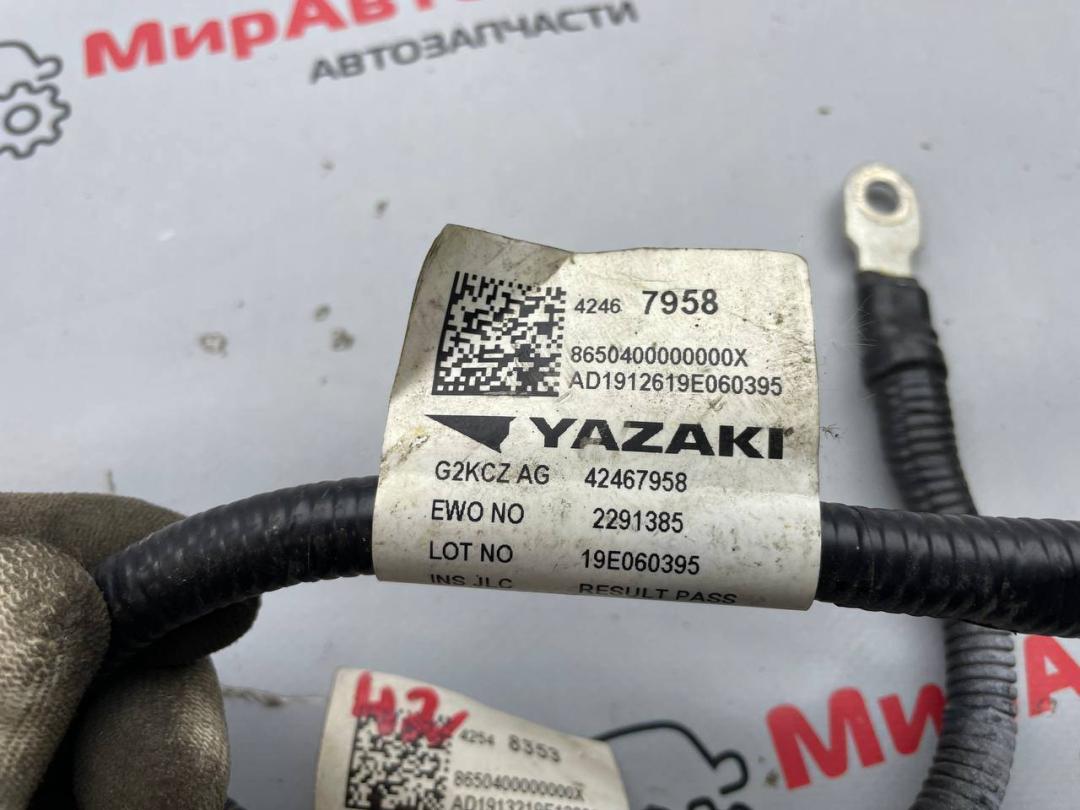 МирАвто
АВТОЗАПЧАСТИ
4246 7958
8650400000000X
AD1912619E060395
YAZAKI
G2KCZ AG 42467958
EWO NO 2291385
LOT NO 19E060395
INS JLC RESULT PASS
4254 8353
8650400000000X
МирА